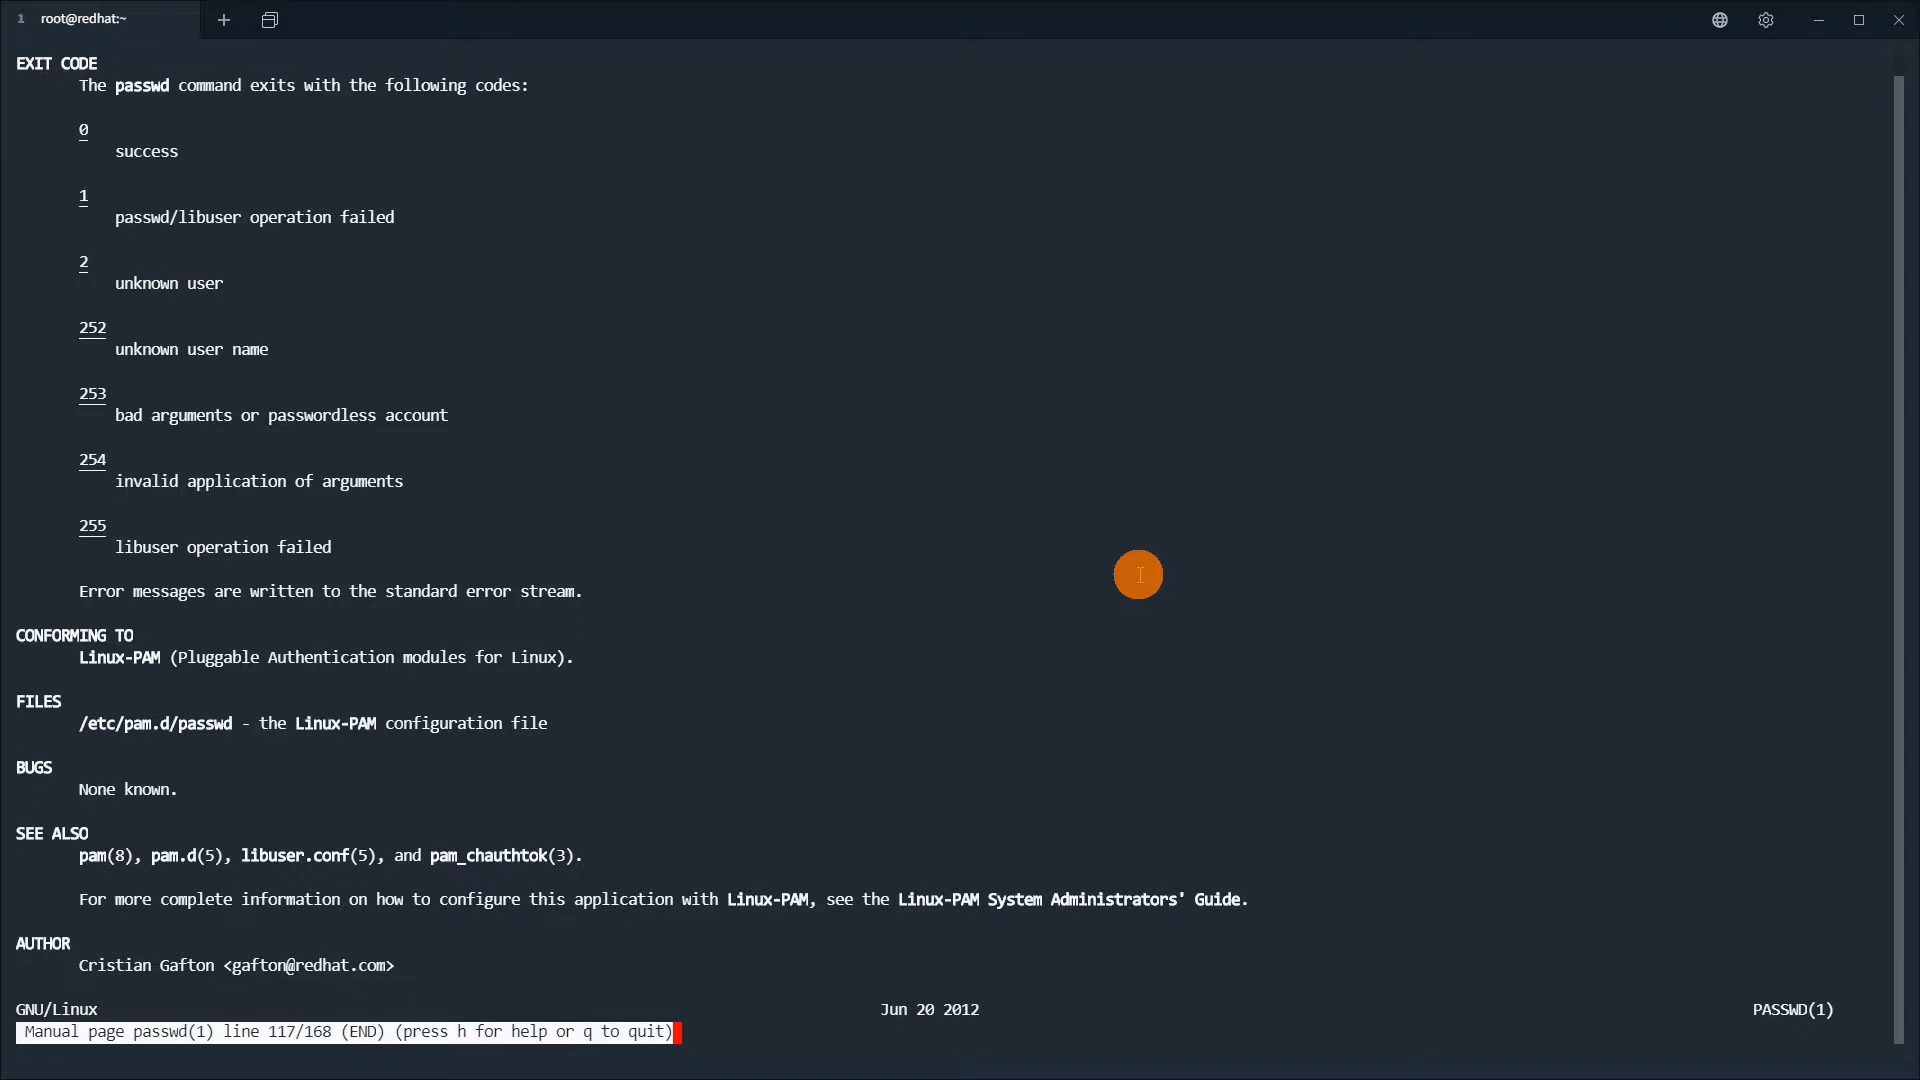 1 root@redhat:~
EXIT CODE
The passwd command exits with the following codes:
0
success
1
passwd/libuser operation failed
2
unknown user
252
unknown user name
253
bad arguments or passwordless account
254
invalid application of arguments
255
libuser operation failed
Error messages are written to the standard error stream.
CONFORMING TO
Linux-PAM (Pluggable Authentication modules for Linux).
FILES
/etc/pam.d/passwd - the Linux-PAM configuration file
BUGS
None known.
SEE ALSO
pam(8), pam.d(5), libuser.conf(5), and pam_chauthtok(3).
For more complete information on how to configure this application with Linux-PAM, see the Linux-PAM System Administrators' Guide.
AUTHOR
Cristian Gafton <gafton@redhat.com>
GNU/Linux Jun 20 2012 PASSWD(1)
Manual page passwd(1) line 117/168 (END) (press h for help or q to quit)